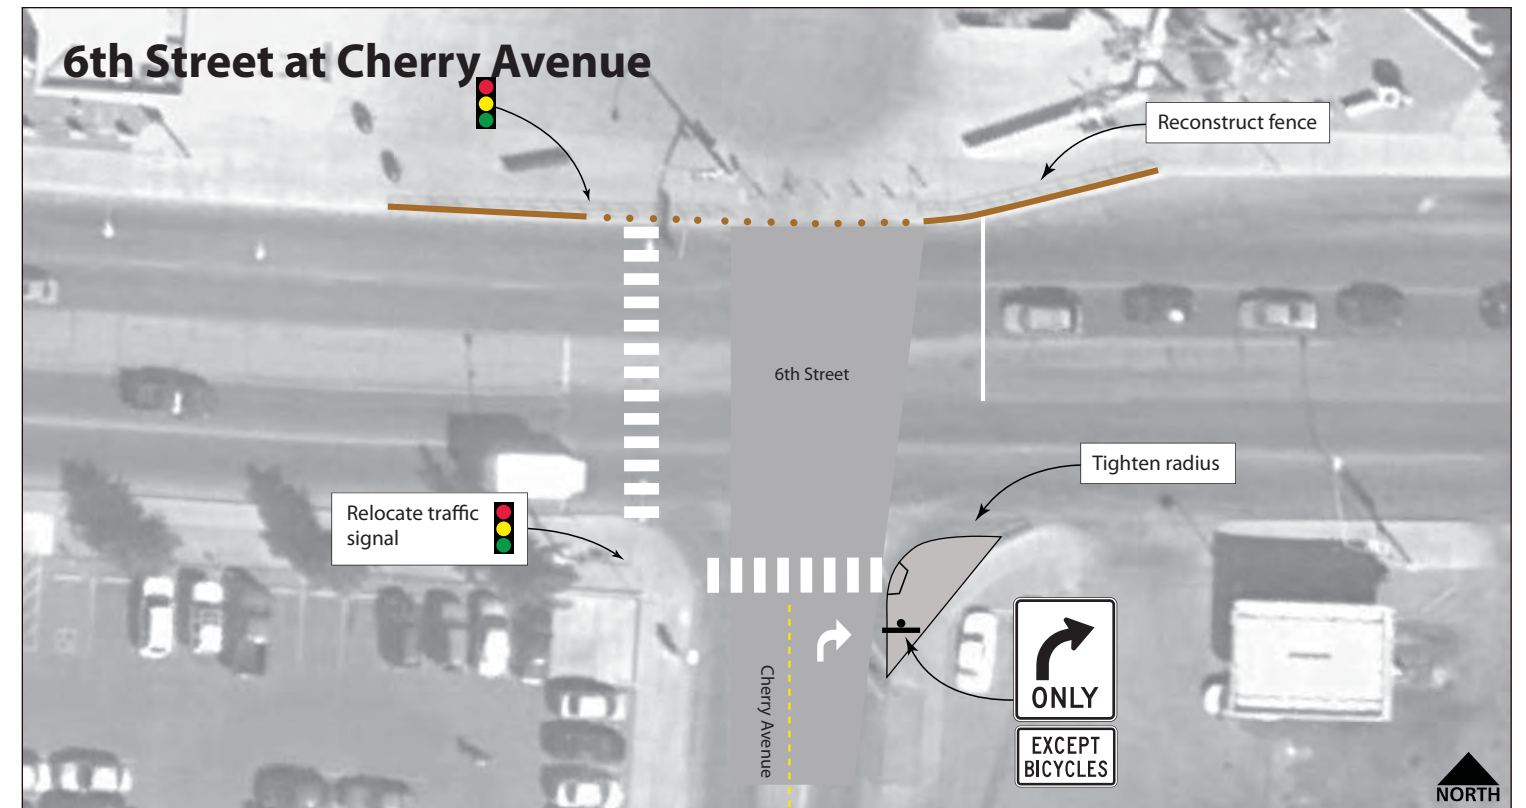 6th Street at Cherry Avenue
Reconstruct fence
6th Street
Tighten radius
Relocate traffic
signal
Cherry Avenue
ONLY
EXCEPT
BICYCLES
NORTH